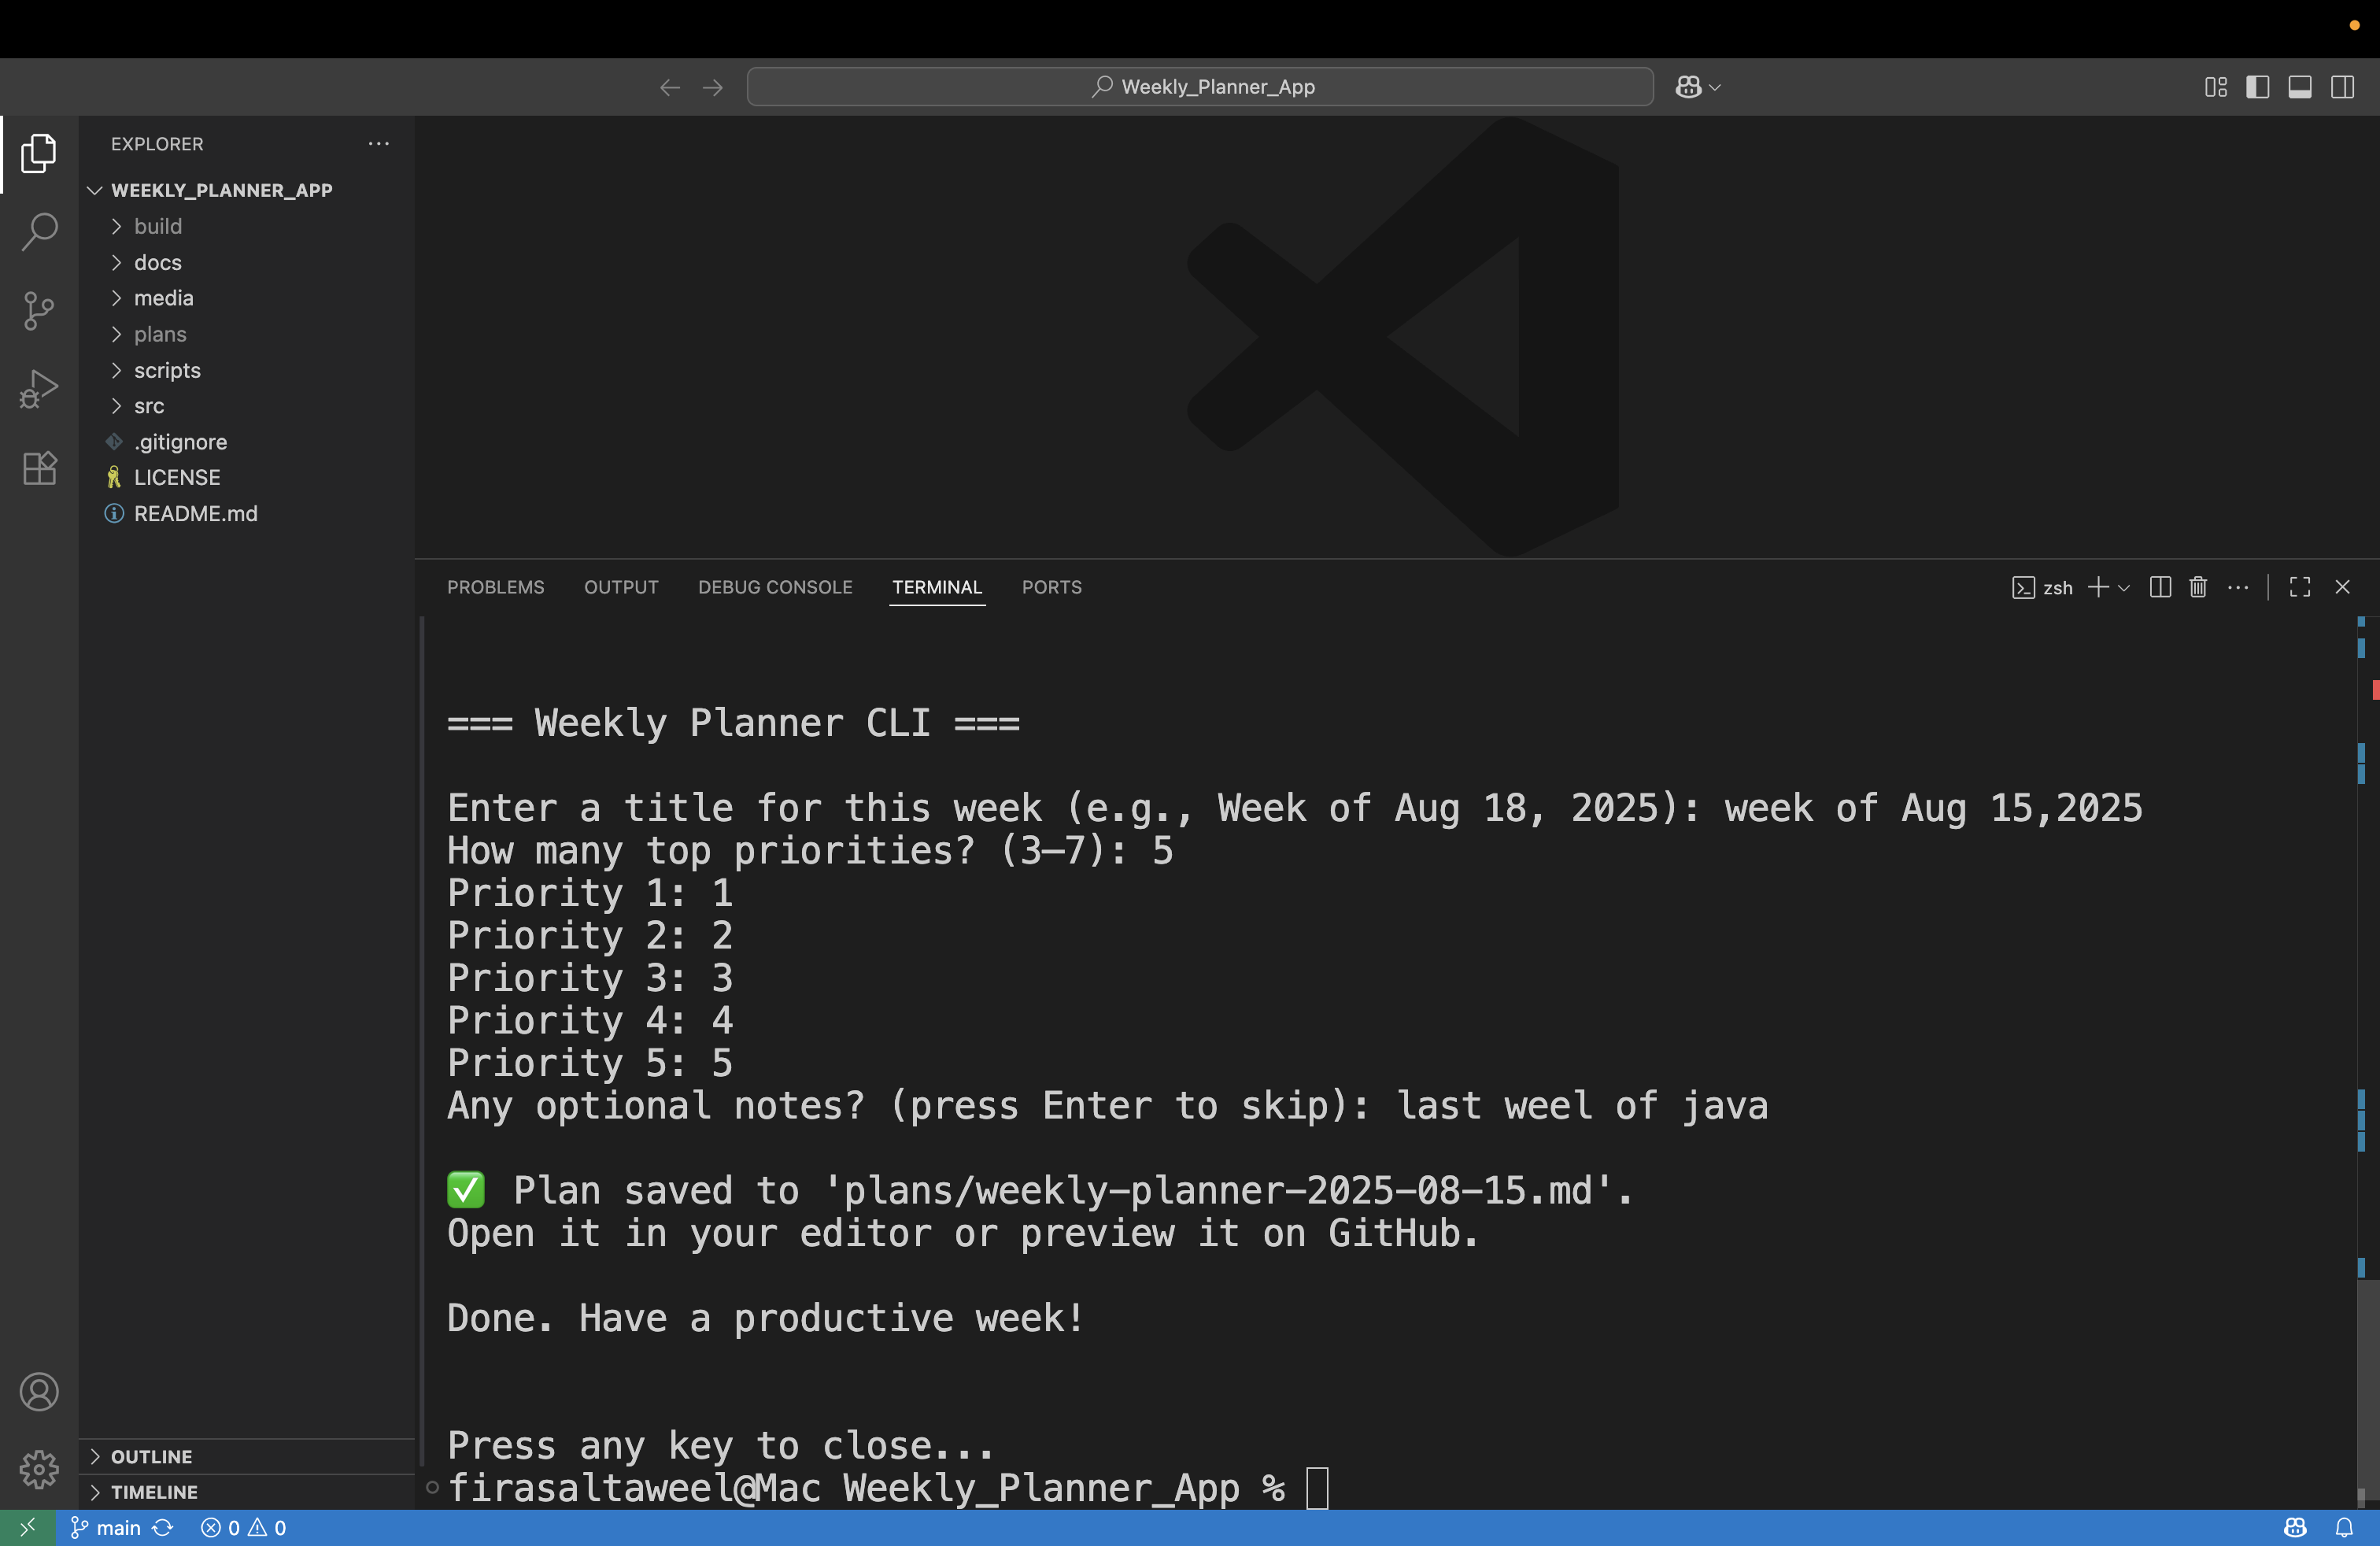 Weekly_Planner_App
EXPLORER
WEEKLY_PLANNER_APP
build
docs
media
plans
scripts
src
.gitignore
LICENSE
README.md
OUTLINE
TIMELINE
PROBLEMS OUTPUT DEBUG CONSOLE TERMINAL PORTS
zsh
=== Weekly Planner CLI ===
Enter a title for this week (e.g., Week of Aug 18, 2025): week of Aug 15,2025
How many top priorities? (3–7): 5
Priority 1: 1
Priority 2: 2
Priority 3: 3
Priority 4: 4
Priority 5: 5
Any optional notes? (press Enter to skip): last weel of java
✅ Plan saved to 'plans/weekly-planner-2025-08-15.md'.
Open it in your editor or preview it on GitHub.
Done. Have a productive week!
Press any key to close...
firasaltaweel@Mac Weekly_Planner_App %
main 0 0